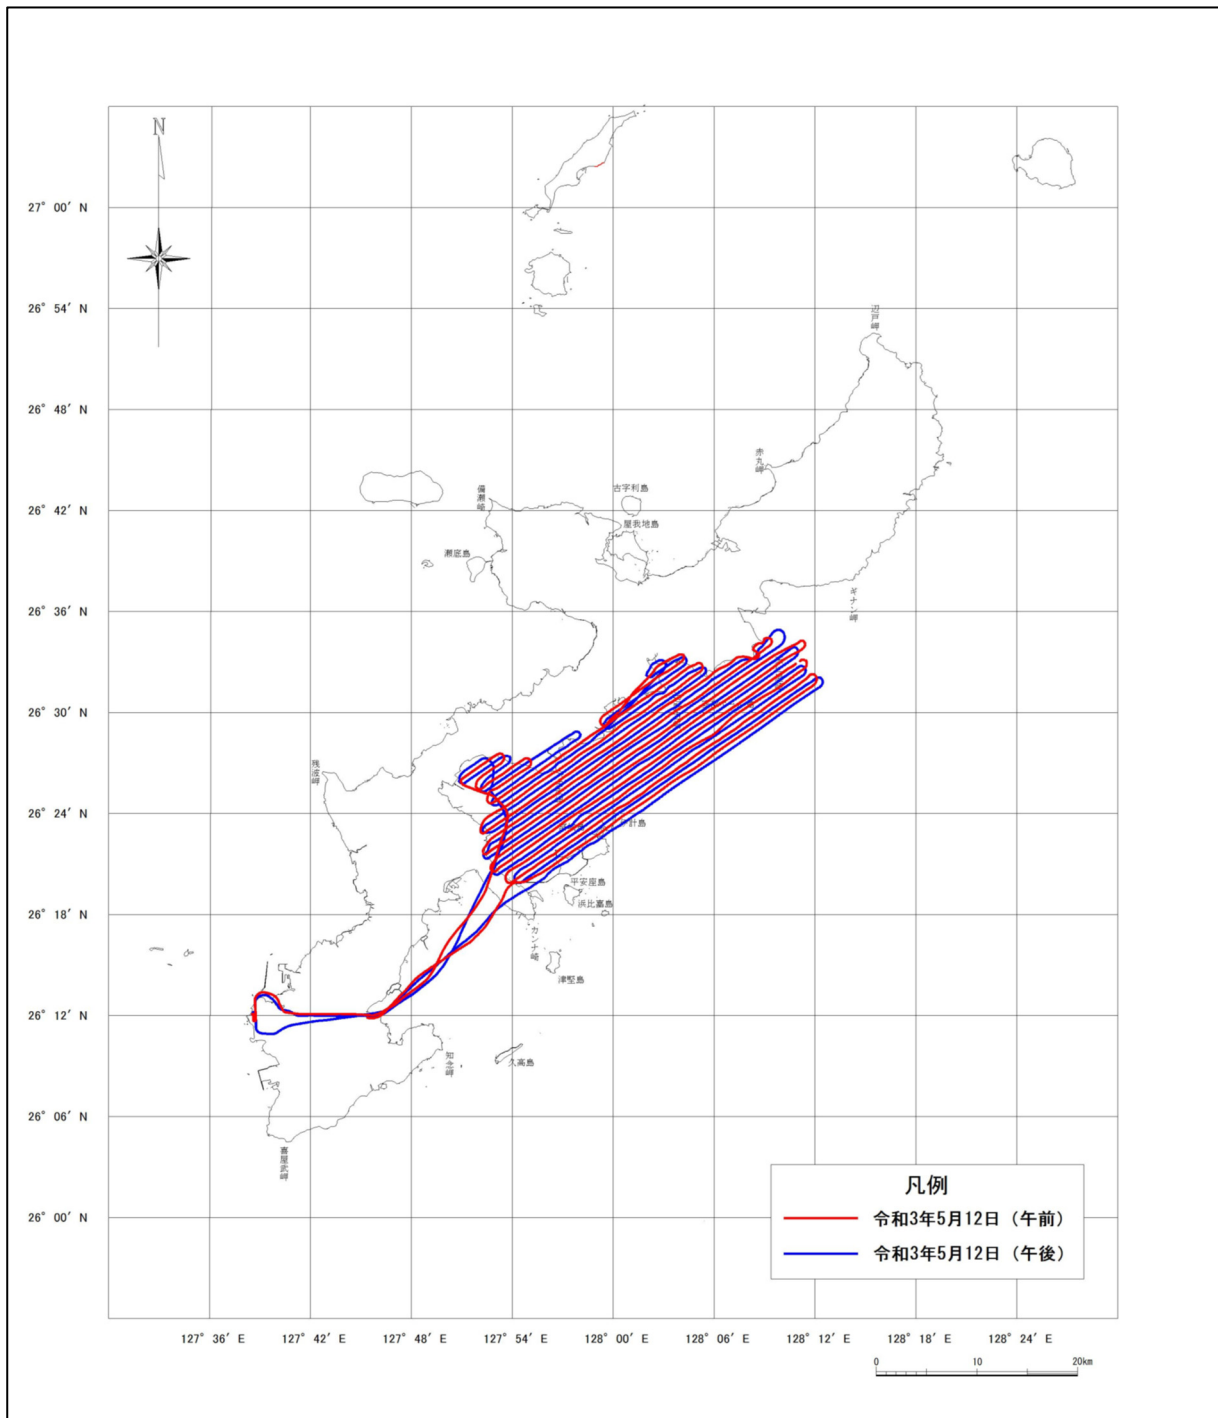 N
27° 00′ N
26° 54′ N
辺戸岬
26° 48′ N
赤丸岬
備瀬崎
古宇利島
26° 42′ N
屋我地島
瀬底島
26° 36′ N
ギナン岬
26° 30′ N
残波岬
26° 24′ N
計島
平安座島
浜比嘉島
26° 18′ N
カンナ崎
津堅島
26° 12′ N
知念岬
久高島
26° 06′ N
喜屋武岬
凡例
26° 00′ N
令和3年5月12日（午前）
令和3年5月12日（午後）
127° 36′ E
127° 42′ E
127° 48′ E
127° 54′ E
128° 00′ E
128° 06′ E
128° 12′ E
128° 18′ E
128° 24′ E
0
10
20km